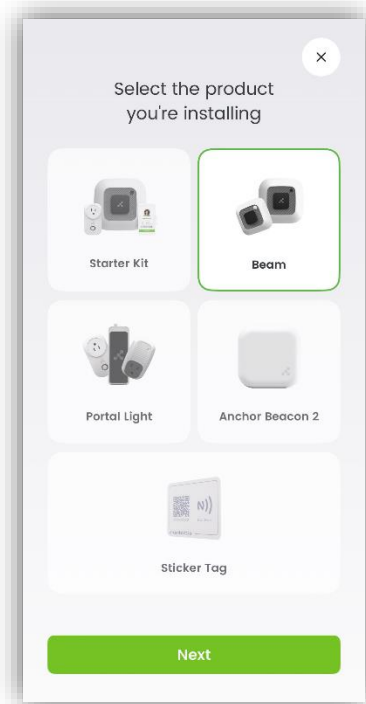 Select the product
you're installing
Starter Kit
Beam
Portal Light
Anchor Beacon 2
Sticker Tag
Next